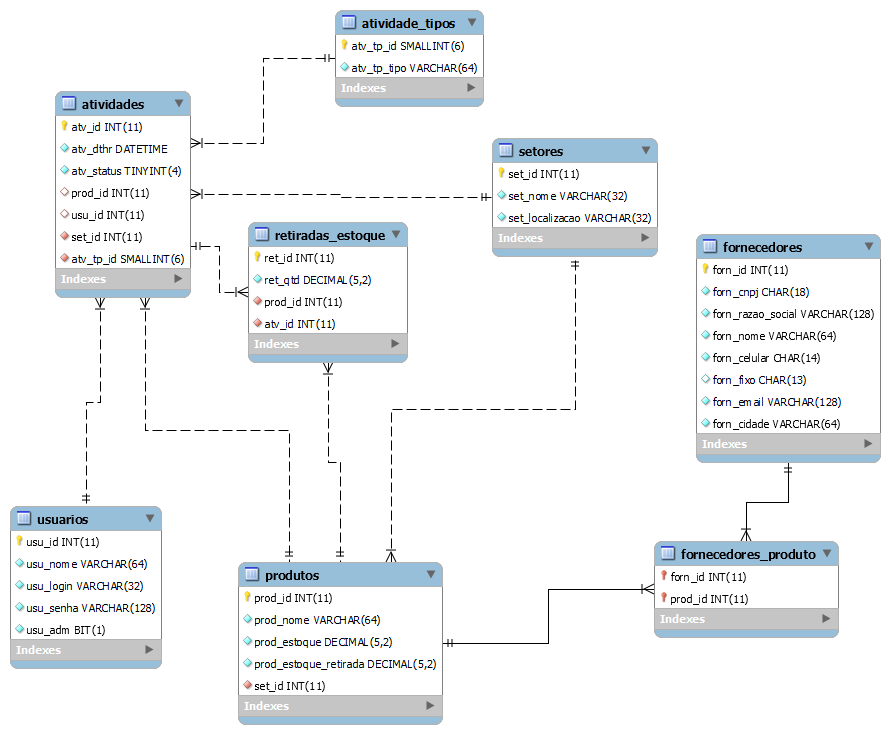 atividade_tipos
atv_tp_id SMALLINT(6)
atv_tp_tipo VARCHAR(64)
Indexes
atividades
atv_id INT(11)
atv_dthr DATETIME
atv_status TINYINT(4)
prod_id INT(11)
usu_id INT(11)
set_id INT(11)
atv_tp_id SMALLINT(6)
Indexes
setores
set_id INT(11)
set_nome VARCHAR(32)
set_localizacao VARCHAR(32)
Indexes
retiradas_estoque
ret_id INT(11)
ret_qtd DECIMAL(5,2)
prod_id INT(11)
atv_id INT(11)
Indexes
fornecedores
forn_id INT(11)
forn_cnpj CHAR(18)
forn_razao_social VARCHAR(128)
forn_nome VARCHAR(64)
forn_celular CHAR(14)
forn_fixo CHAR(13)
forn_email VARCHAR(128)
forn_cidade VARCHAR(64)
Indexes
usuarios
usu_id INT(11)
usu_nome VARCHAR(64)
usu_login VARCHAR(32)
usu_senha VARCHAR(128)
usu_adm BIT(1)
Indexes
produtos
prod_id INT(11)
prod_nome VARCHAR(64)
prod_estoque DECIMAL(5,2)
prod_estoque_retirada DECIMAL(5,2)
set_id INT(11)
Indexes
fornecedores_produto
forn_id INT(11)
prod_id INT(11)
Indexes